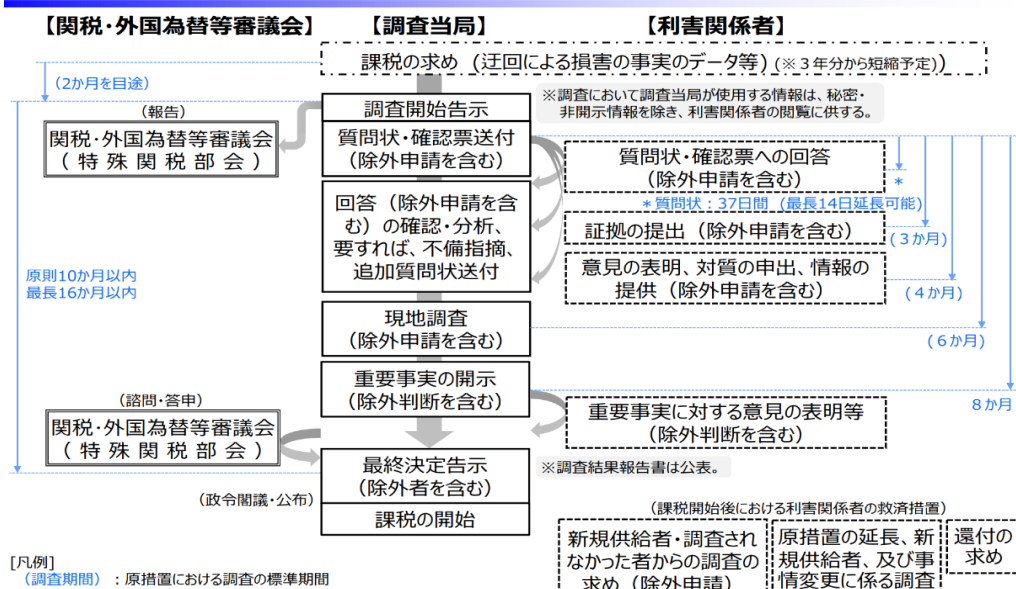 【関税・外国為替等審議会】
【調査当局】
【利害関係者】
課税の求め（迂回による損害の事実のデータ等）(※３年分から短縮予定)）
(2か月を目途)
調査開始告示
※調査において調査当局が使用する情報は、秘密・
非開示情報を除き、利害関係者の閲覧に供する。
（報告）
関税・外国為替等審議会
（特殊関税部会）
質問状・確認票送付
（除外申請を含む）
質問状・確認票への回答
（除外申請を含む）
*
＊質問状：37日間（最長14日延長可能）
回答（除外申請を含
む）の確認・分析、
要すれば、不備指摘、
追加質問状送付
証拠の提出（除外申請を含む）
(３か月)
意見の表明、対質の申出、情報の
提供（除外申請を含む）
(４か月)
原則10か月以内
最長16か月以内
現地調査
（除外申請を含む）
(６か月)
重要事実の開示
（除外判断を含む）
８か月
（諮問・答申）
関税・外国為替等審議会
（特殊関税部会）
重要事実に対する意見の表明等
（除外判断を含む）
最終決定告示
（除外者を含む）
※調査結果報告書は公表。
（政令閣議・公布）
課税の開始
（課税開始後における利害関係者の救済措置）
新規供給者・調査され
なかった者からの調査の
求め（除外申請）
原措置の延長、新
規供給者、及び事
情変更に係る調査
還付の
求め
[凡例]
（調査期間）：原措置における調査の標準期間